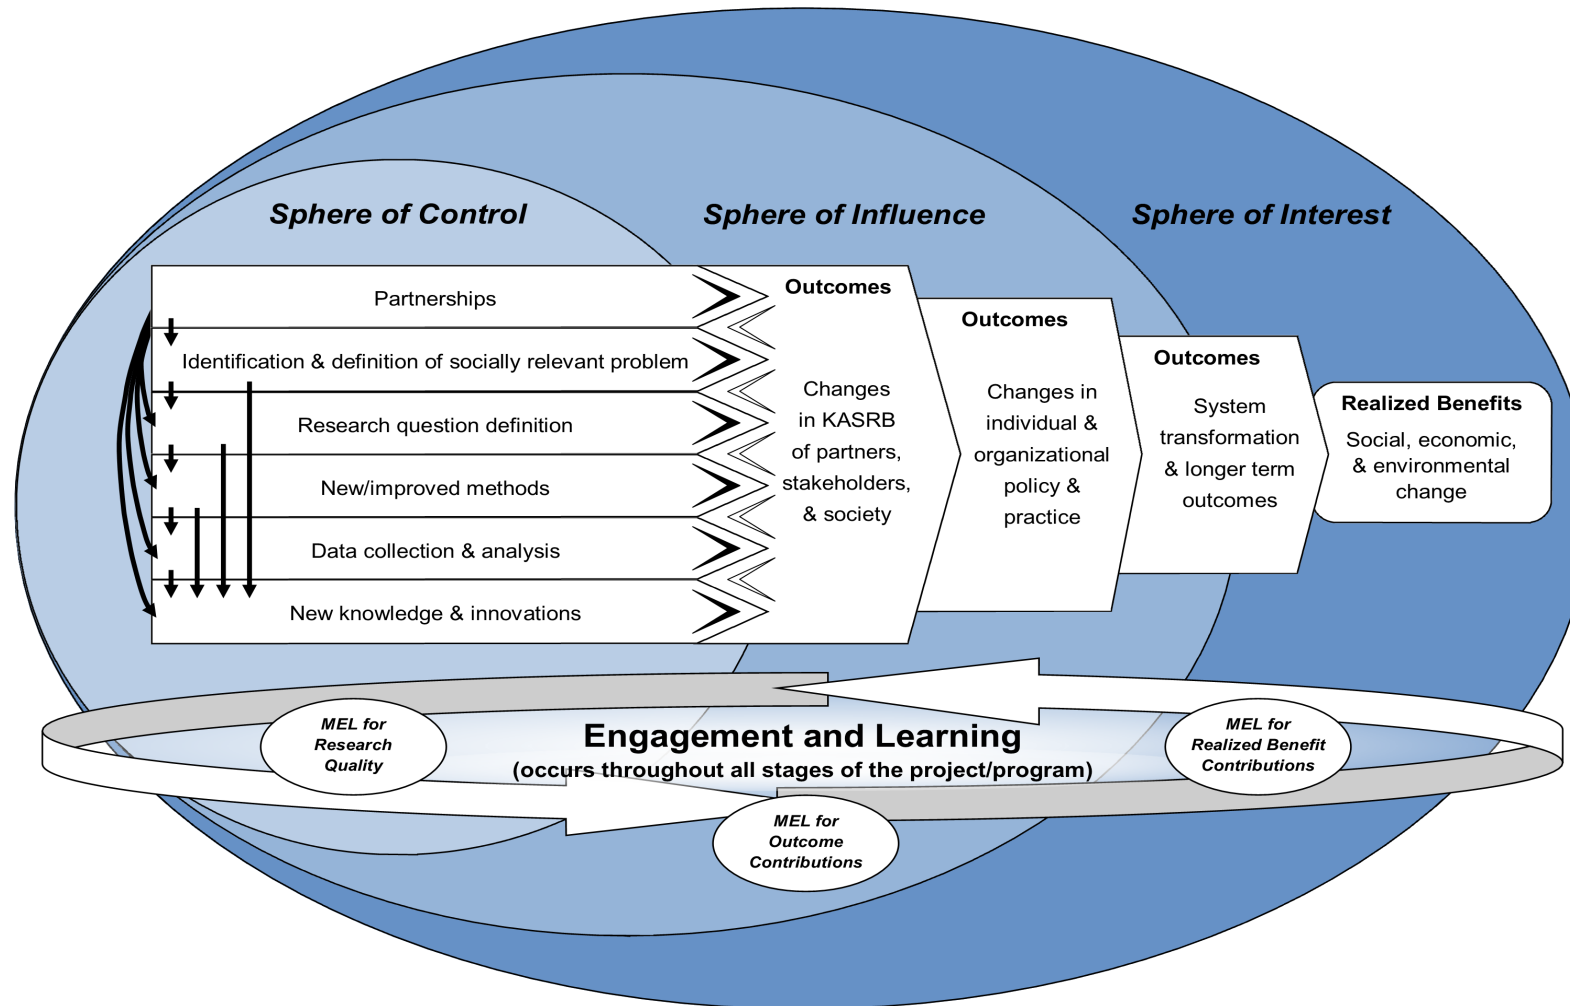 Sphere of Control
Sphere of Influence
Sphere of Interest
Partnerships
Identification & definition of socially relevant problem
Research question definition
New/improved methods
Data collection & analysis
New knowledge & innovations
Outcomes
Changes
in KASRB
of partners,
stakeholders,
& society
Outcomes
Changes in
individual &
organizational
policy &
practice
Outcomes
System
transformation
& longer term
outcomes
Realized Benefits
Social, economic,
& environmental
change
MEL for
Research
Quality
Engagement and Learning
(occurs throughout all stages of the project/program)
MEL for
Realized Benefit
Contributions
MEL for
Outcome
Contributions